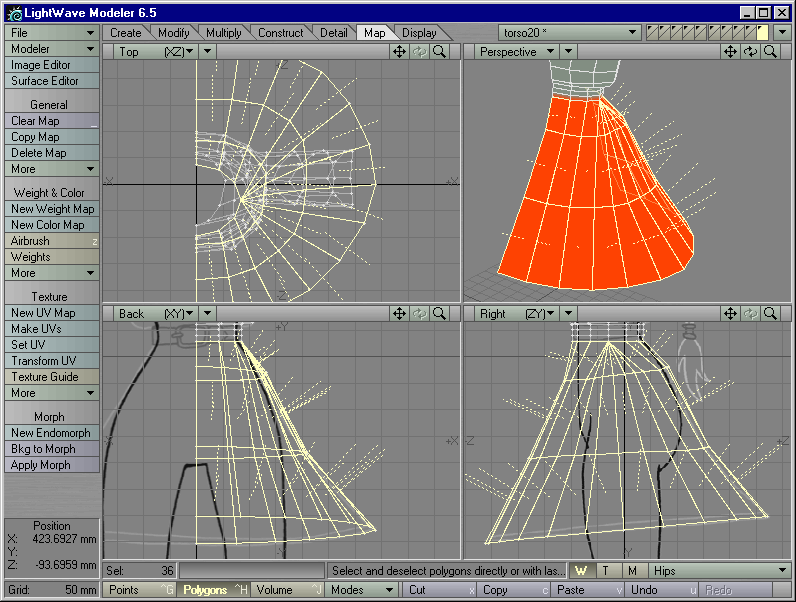 LightWave Modeler 6.5
File Create Modify Multiply Construct Detail Map Display torso20 *
Modeler Top (XZ) Perspective
Image Editor
Surface Editor
General
Clear Map _
Copy Map
Delete Map
More
Weight & Color
New Weight Map
New Color Map
Airbrush z
Weights
More
Texture
New UV Map
Make UVs
Set UV
Transform UV
Texture Guide
More
Morph
New Endomorph
Bkg to Morph
Apply Morph
Z
-X +X
-Z
Back (XY) Right (ZY)
+Y
-X +X -Z +Z
Y
Position
X: 423.6927 mm
Y:
Z: -93.6959 mm
Sel: 36 Select and deselect polygons directly or with las... W T M Hips
Grid: 50 mm Points ^G Polygons ^H Volume ^J Modes Cut x Copy c Paste v Undo u Redo